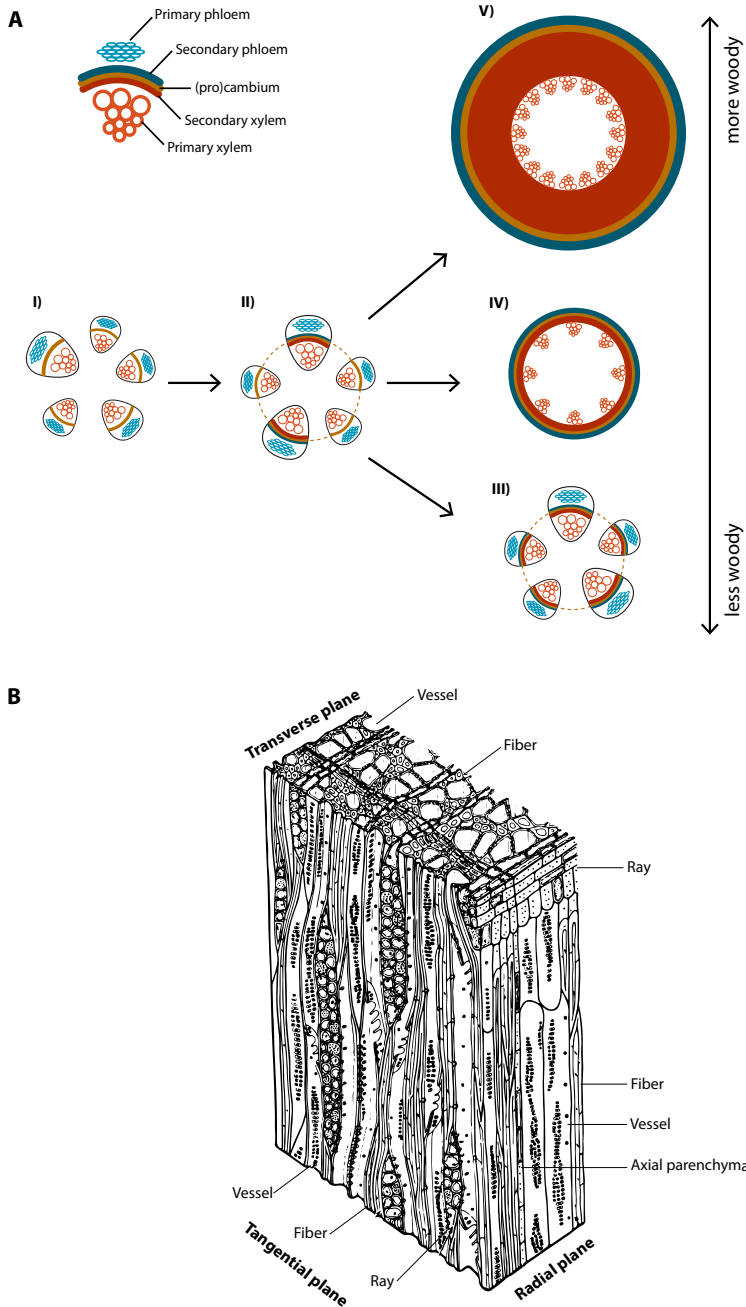 A
Primary phloem
Secondary phloem
(pro)cambium
Secondary xylem
Primary xylem
V)
more woody
I)
II)
IV)
III)
less woody
B
Transverse plane
Vessel
Fiber
Ray
Fiber
Vessel
Axial parenchyma
Vessel
Fiber
Ray
Tangential plane
Radial plane